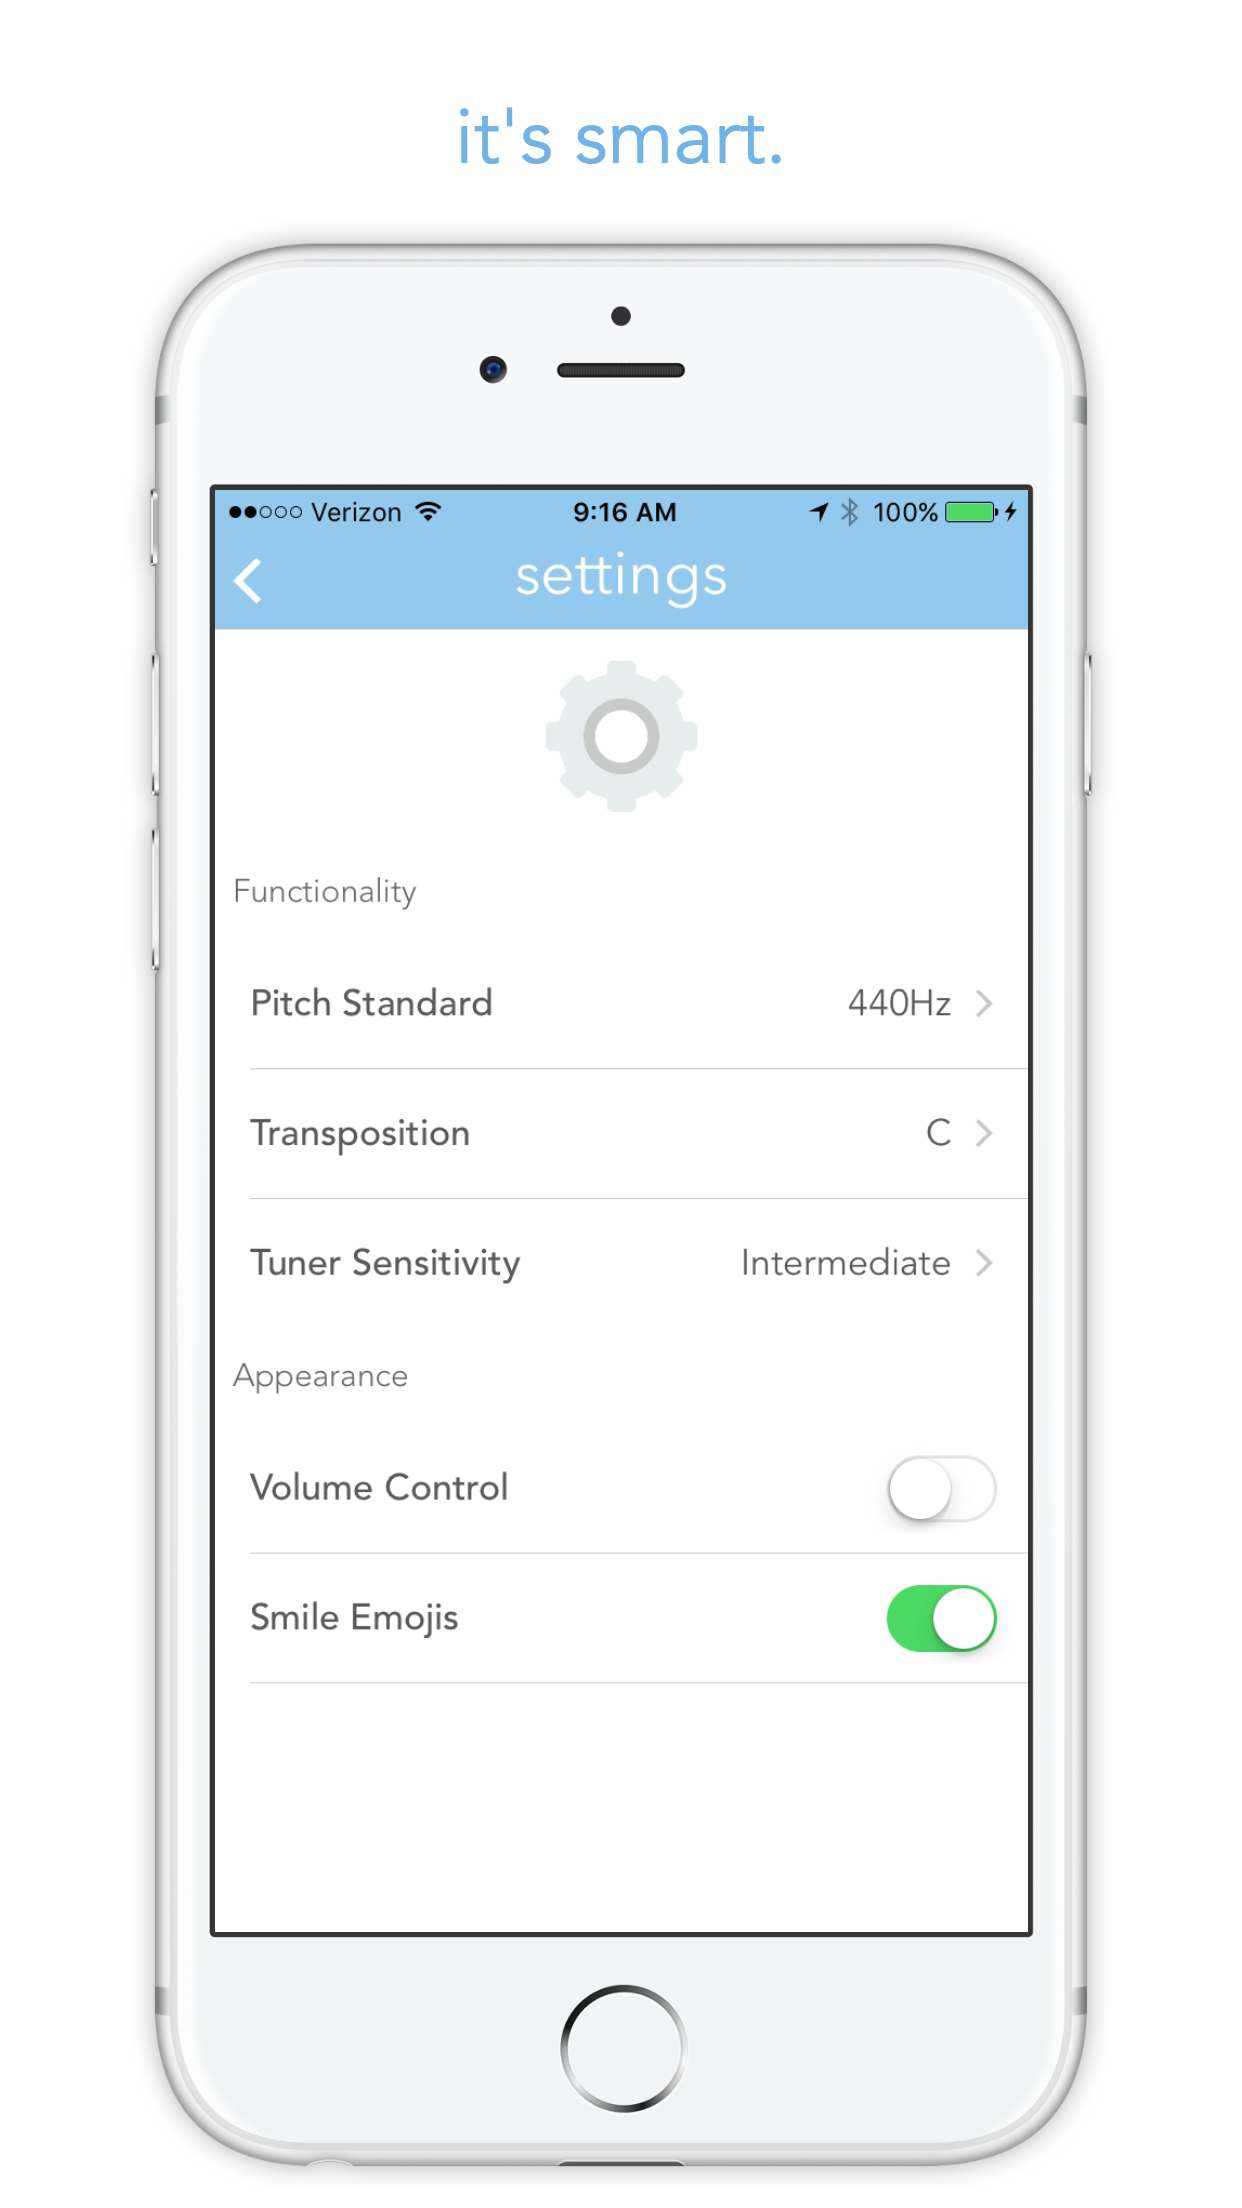 it's smart.
Verizon 9:16 AM 100%
settings
Functionality
Pitch Standard 440Hz
Transposition C
Tuner Sensitivity Intermediate
Appearance
Volume Control
Smile Emojis